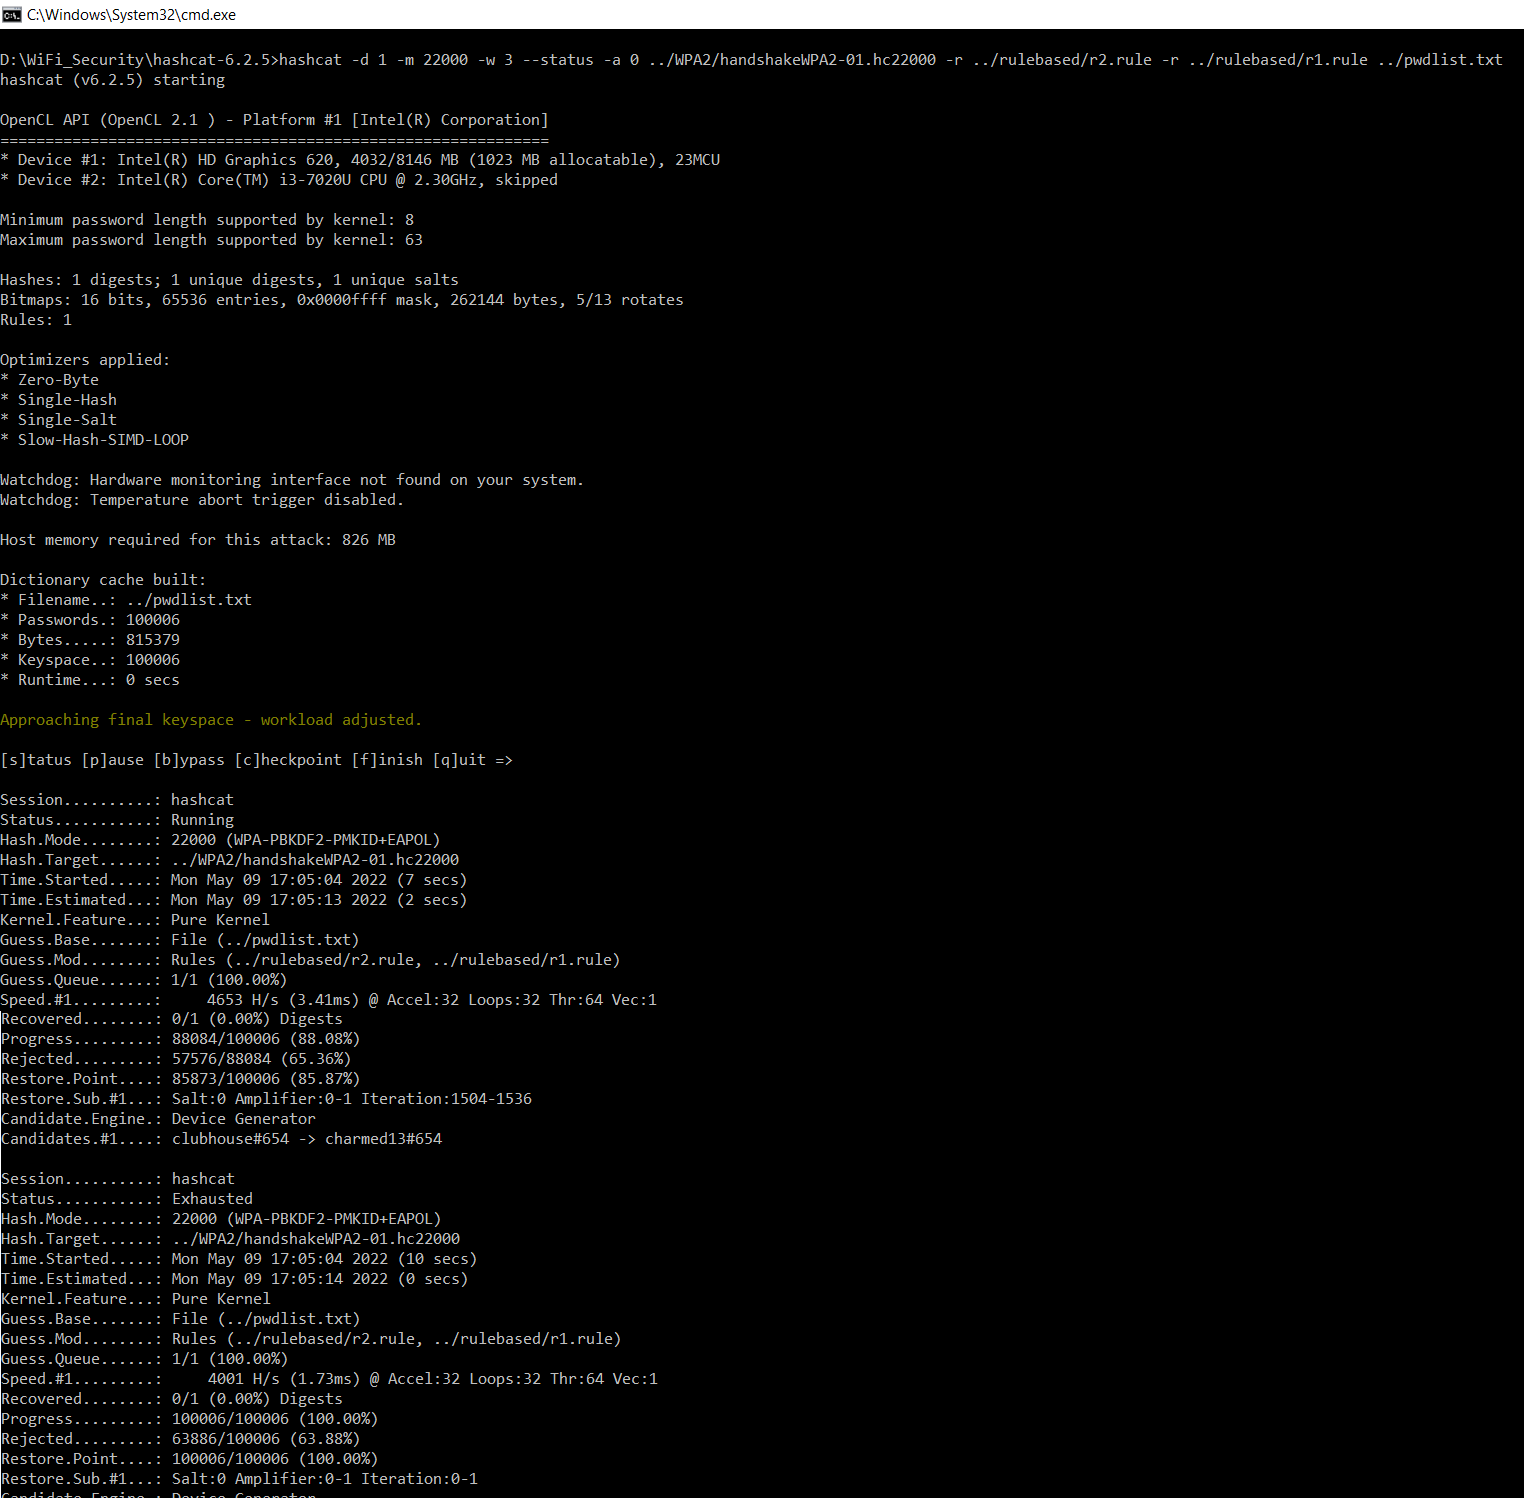 C:\Windows\System32\cmd.exe
D:\WiFi_Security\hashcat-6.2.5>hashcat -d 1 -m 22000 -w 3 --status -a 0 ../WPA2/handshakeWPA2-01.hc22000 -r ../rulebased/r2.rule -r ../rulebased/r1.rule ../pwdlist.txt
hashcat (v6.2.5) starting
OpenCL API (OpenCL 2.1 ) - Platform #1 [Intel(R) Corporation]
=============================================================
* Device #1: Intel(R) HD Graphics 620, 4032/8146 MB (1023 MB allocatable), 23MCU
* Device #2: Intel(R) Core(TM) i3-7020U CPU @ 2.30GHz, skipped
Minimum password length supported by kernel: 8
Maximum password length supported by kernel: 63
Hashes: 1 digests; 1 unique digests, 1 unique salts
Bitmaps: 16 bits, 65536 entries, 0x0000ffff mask, 262144 bytes, 5/13 rotates
Rules: 1
Optimizers applied:
* Zero-Byte
* Single-Hash
* Single-Salt
* Slow-Hash-SIMD-LOOP
Watchdog: Hardware monitoring interface not found on your system.
Watchdog: Temperature abort trigger disabled.
Host memory required for this attack: 826 MB
Dictionary cache built:
* Filename..: ../pwdlist.txt
* Passwords.: 100006
* Bytes.....: 815379
* Keyspace..: 100006
* Runtime...: 0 secs
Approaching final keyspace - workload adjusted.
[s]tatus [p]ause [b]ypass [c]heckpoint [f]inish [q]uit =>
Session..........: hashcat
Status...........: Running
Hash.Mode........: 22000 (WPA-PBKDF2-PMKID+EAPOL)
Hash.Target......: ../WPA2/handshakeWPA2-01.hc22000
Time.Started.....: Mon May 09 17:05:04 2022 (7 secs)
Time.Estimated...: Mon May 09 17:05:13 2022 (2 secs)
Kernel.Feature...: Pure Kernel
Guess.Base.......: File (../pwdlist.txt)
Guess.Mod........: Rules (../rulebased/r2.rule, ../rulebased/r1.rule)
Guess.Queue......: 1/1 (100.00%)
Speed.#1.........:     4653 H/s (3.41ms) @ Accel:32 Loops:32 Thr:64 Vec:1
Recovered........: 0/1 (0.00%) Digests
Progress.........: 88084/100006 (88.08%)
Rejected.........: 57576/88084 (65.36%)
Restore.Point....: 85873/100006 (85.87%)
Restore.Sub.#1...: Salt:0 Amplifier:0-1 Iteration:1504-1536
Candidate.Engine.: Device Generator
Candidates.#1....: clubhouse#654 -> charmed13#654
Session..........: hashcat
Status...........: Exhausted
Hash.Mode........: 22000 (WPA-PBKDF2-PMKID+EAPOL)
Hash.Target......: ../WPA2/handshakeWPA2-01.hc22000
Time.Started.....: Mon May 09 17:05:04 2022 (10 secs)
Time.Estimated...: Mon May 09 17:05:14 2022 (0 secs)
Kernel.Feature...: Pure Kernel
Guess.Base.......: File (../pwdlist.txt)
Guess.Mod........: Rules (../rulebased/r2.rule, ../rulebased/r1.rule)
Guess.Queue......: 1/1 (100.00%)
Speed.#1.........:     4001 H/s (1.73ms) @ Accel:32 Loops:32 Thr:64 Vec:1
Recovered........: 0/1 (0.00%) Digests
Progress.........: 100006/100006 (100.00%)
Rejected.........: 63886/100006 (63.88%)
Restore.Point....: 100006/100006 (100.00%)
Restore.Sub.#1...: Salt:0 Amplifier:0-1 Iteration:0-1
Candidate.Engine.: Device Generator